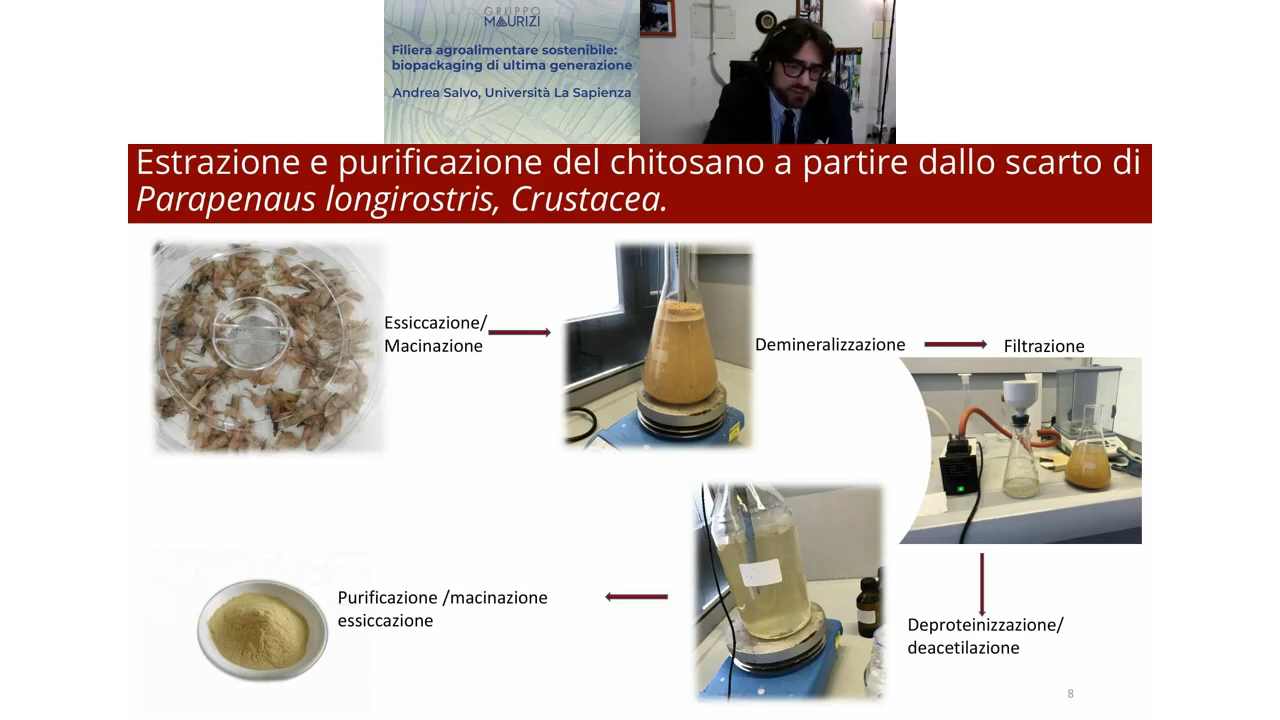 GRUPPO
MAURIZI
Filiera agroalimentare sostenibile:
biopackaging di ultima generazione
Andrea Salvo, Università La Sapienza
Estrazione e purificazione del chitosano a partire dallo scarto di
Parapenaus longirostris, Crustacea.
Essiccazione/
Macinazione
Demineralizzazione
Filtrazione
Deproteinizzazione/
deacetilazione
Purificazione /macinazione
essiccazione
8